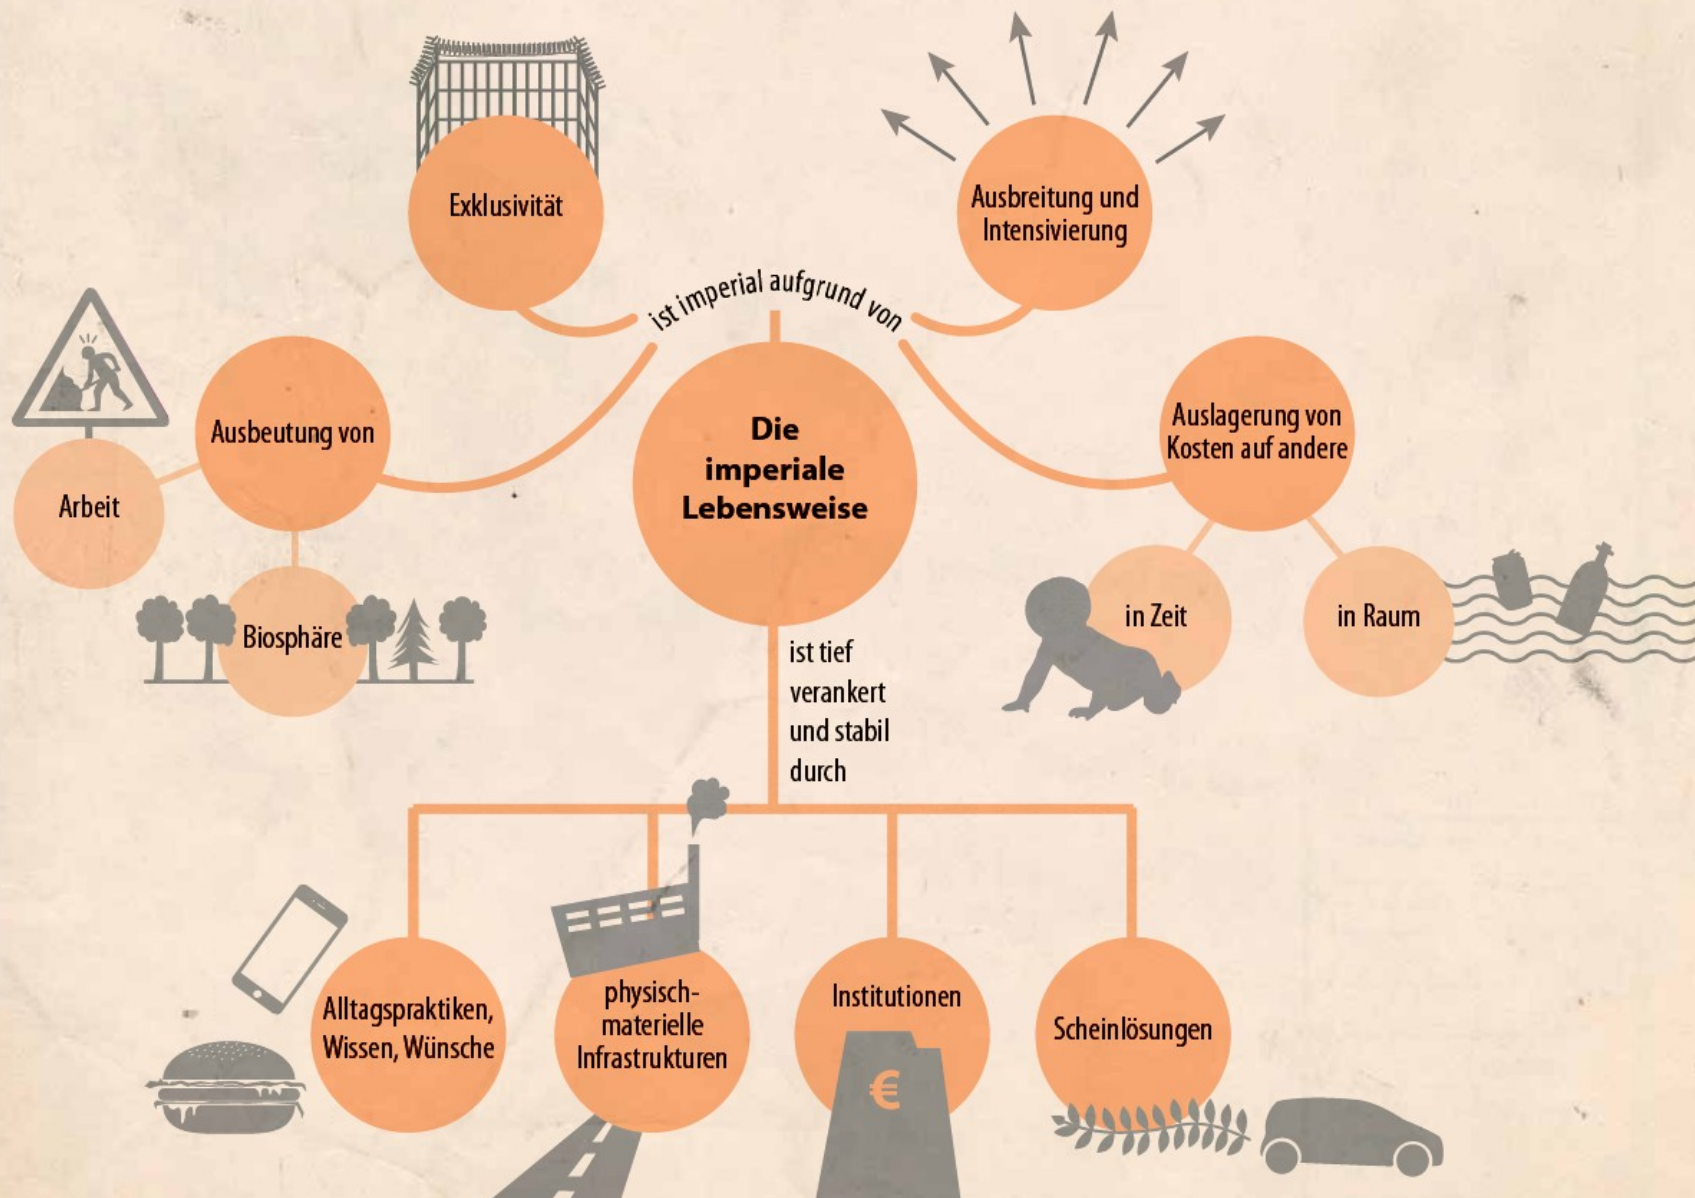 Exklusivität
Ausbreitung und
Intensivierung
ist imperial aufgrund von
Ausbeutung von
Arbeit
Biosphäre
Die
imperiale
Lebensweise
Auslagerung von
Kosten auf andere
in Zeit
in Raum
ist tief
verankert
und stabil
durch
Alltagspraktiken,
Wissen, Wünsche
physisch-
materielle
Infrastrukturen
Institutionen
€
Scheinlösungen